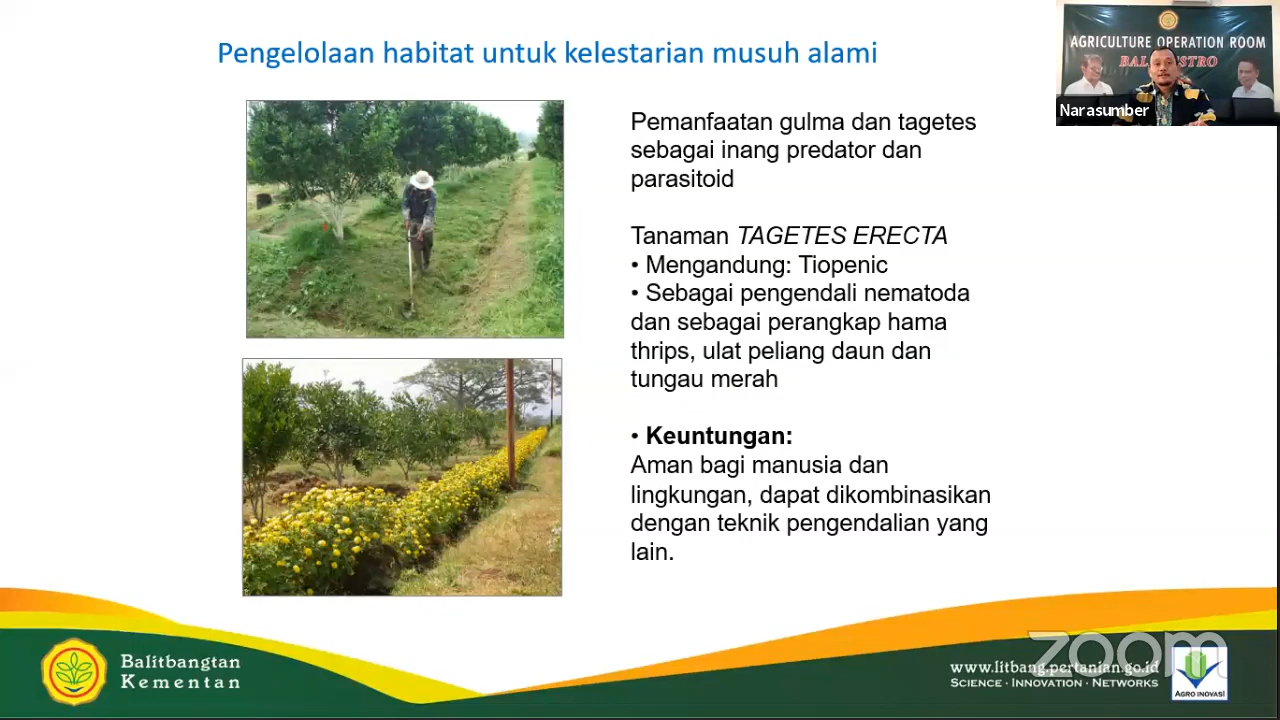 Pengelolaan habitat untuk kelestarian musuh alami
AGRICULTURE OPERATION ROOM
Narasumber
Pemanfaatan gulma dan tagetes
sebagai inang predator dan
parasitoid
Tanaman TAGETES ERECTA
• Mengandung: Tiopenic
• Sebagai pengendali nematoda
dan sebagai perangkap hama
thrips, ulat peliang daun dan
tungau merah
• Keuntungan:
Aman bagi manusia dan
lingkungan, dapat dikombinasikan
dengan teknik pengendalian yang
lain.
zoom
Balitbangtan
Kementan
www.litbang.pertanian.go.id
SCIENCE · INNOVATION · NETWORKS
AGRO INOVASI